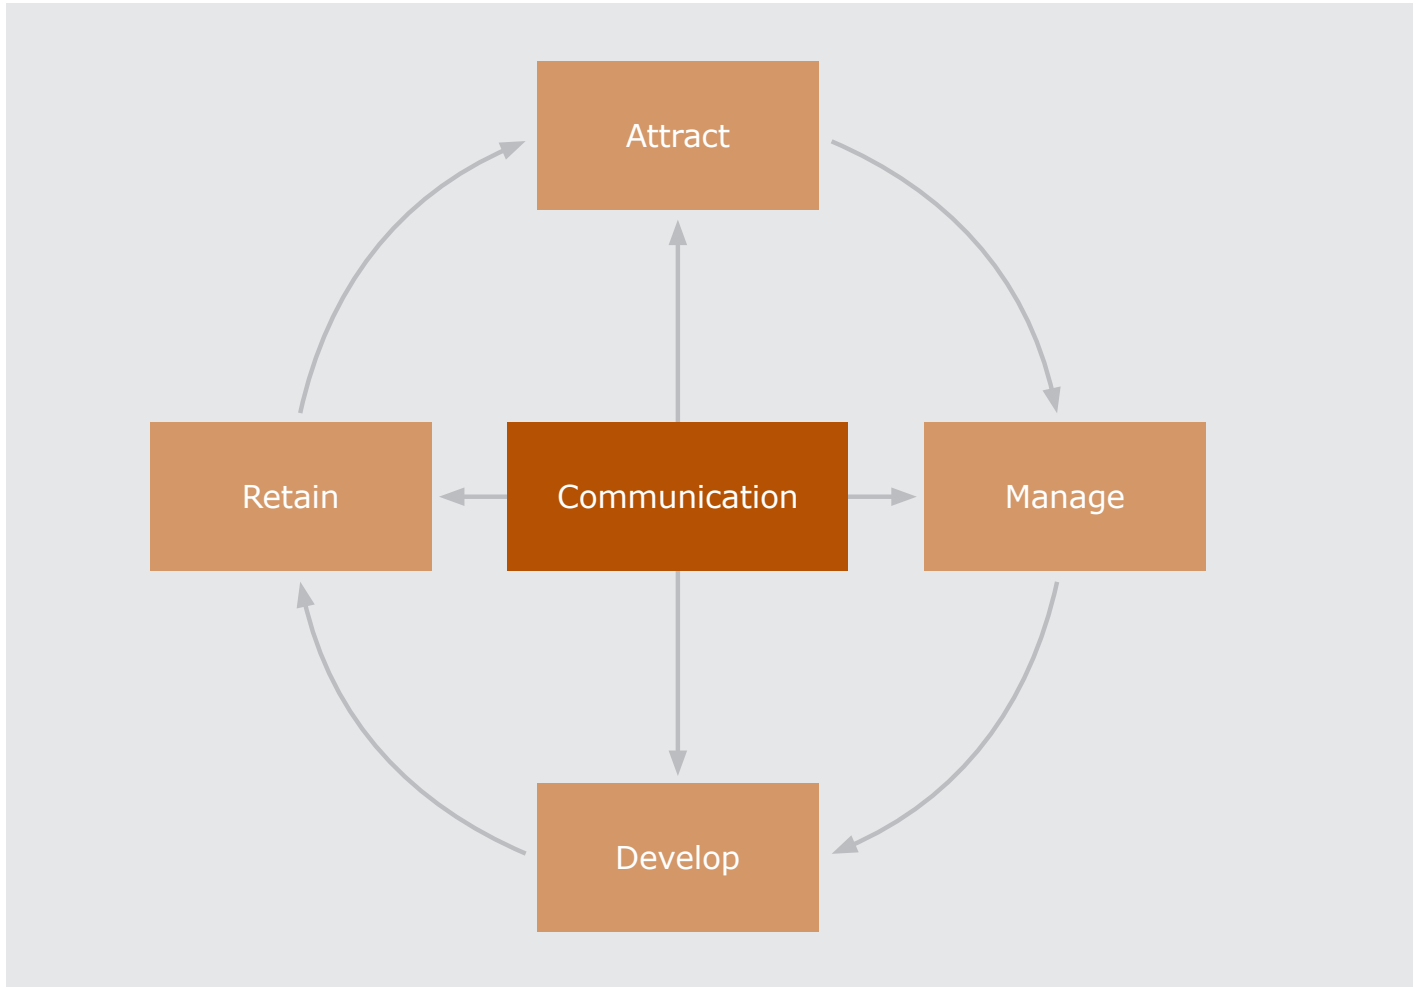 Attract
Retain
Communication
Manage
Develop